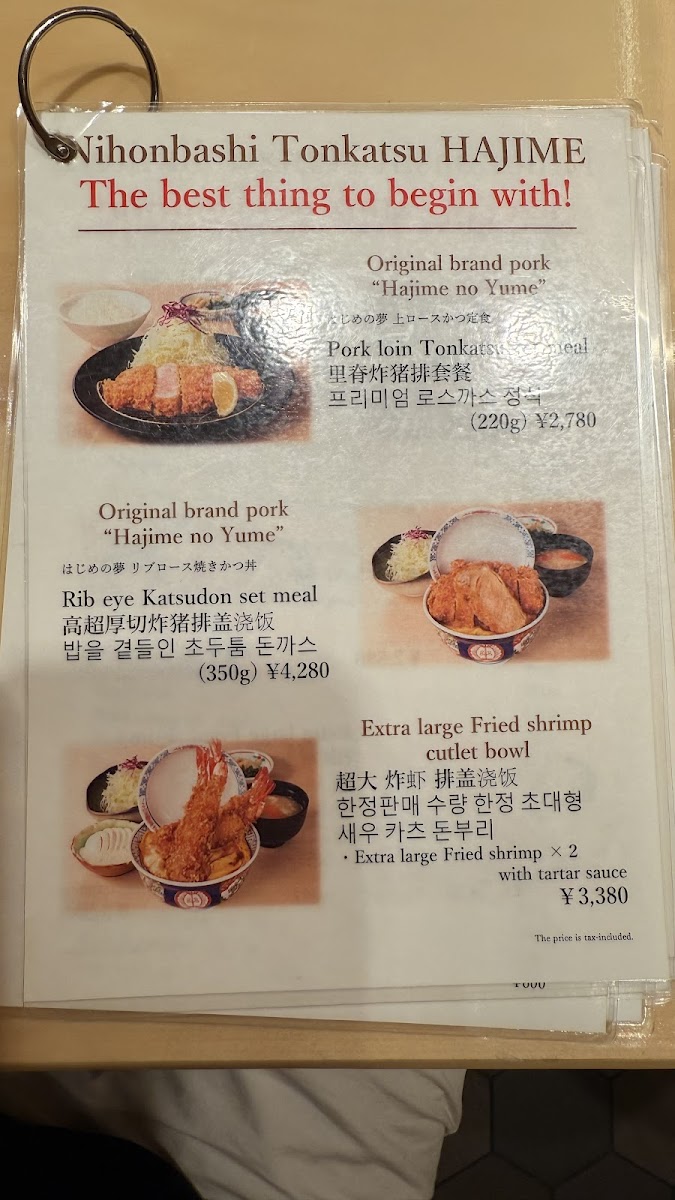 Nihonbashi Tonkatsu HAJIME
The best thing to begin with!
Original brand pork
“Hajime no Yume”
はじめの夢 上ロースかつ定食
Pork loin Tonkatsu meal
里脊炸猪排套餐
프리미엄 로스까스 정식
(220g) ¥2,780
Original brand pork
“Hajime no Yume”
はじめの夢 リブロース焼きかつ丼
Rib eye Katsudon set meal
高超厚切炸猪排盖浇饭
밥을 곁들인 초두툼 돈까스
(350g) ¥4,280
Extra large Fried shrimp
cutlet bowl
超大 炸虾 排盖浇饭
한정판매 수량 한정 초대형
새우 카츠 돈부리
・Extra large Fried shrimp × 2
with tartar sauce
¥3,380
The price is tax-included.